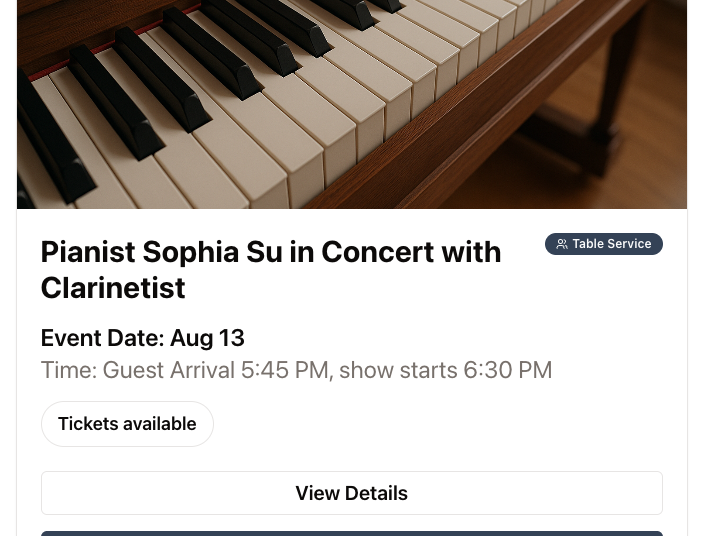 Pianist Sophia Su in Concert with
Clarinetist
Table Service
Event Date: Aug 13
Time: Guest Arrival 5:45 PM, show starts 6:30 PM
Tickets available
View Details